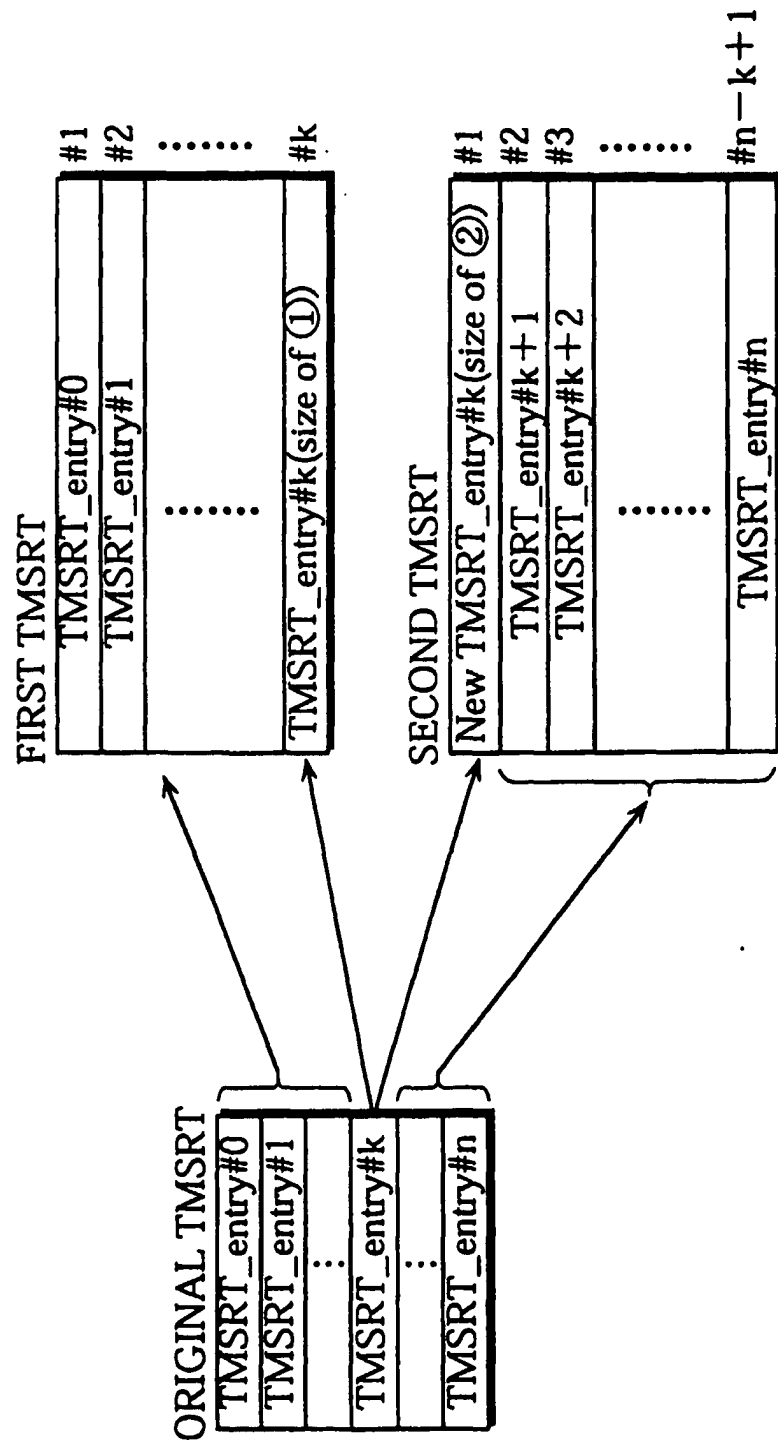 ORIGINAL TMSRT
TMSRT_entry#0
TMSRT_entry#1
⋯
TMSRT_entry#k
⋯
TMSRT_entry#n
FIRST TMSRT
TMSRT_entry#0 #1
TMSRT_entry#1 #2
⋯⋯ ⋯⋯
TMSRT_entry#k(size of ①)) #k
SECOND TMSRT
New TMSRT_entry#k(size of ②)) #1
TMSRT_entry#k+1 #2
TMSRT_entry#k+2 #3
⋯⋯ ⋯⋯
TMSRT_entry#n #n−k+1